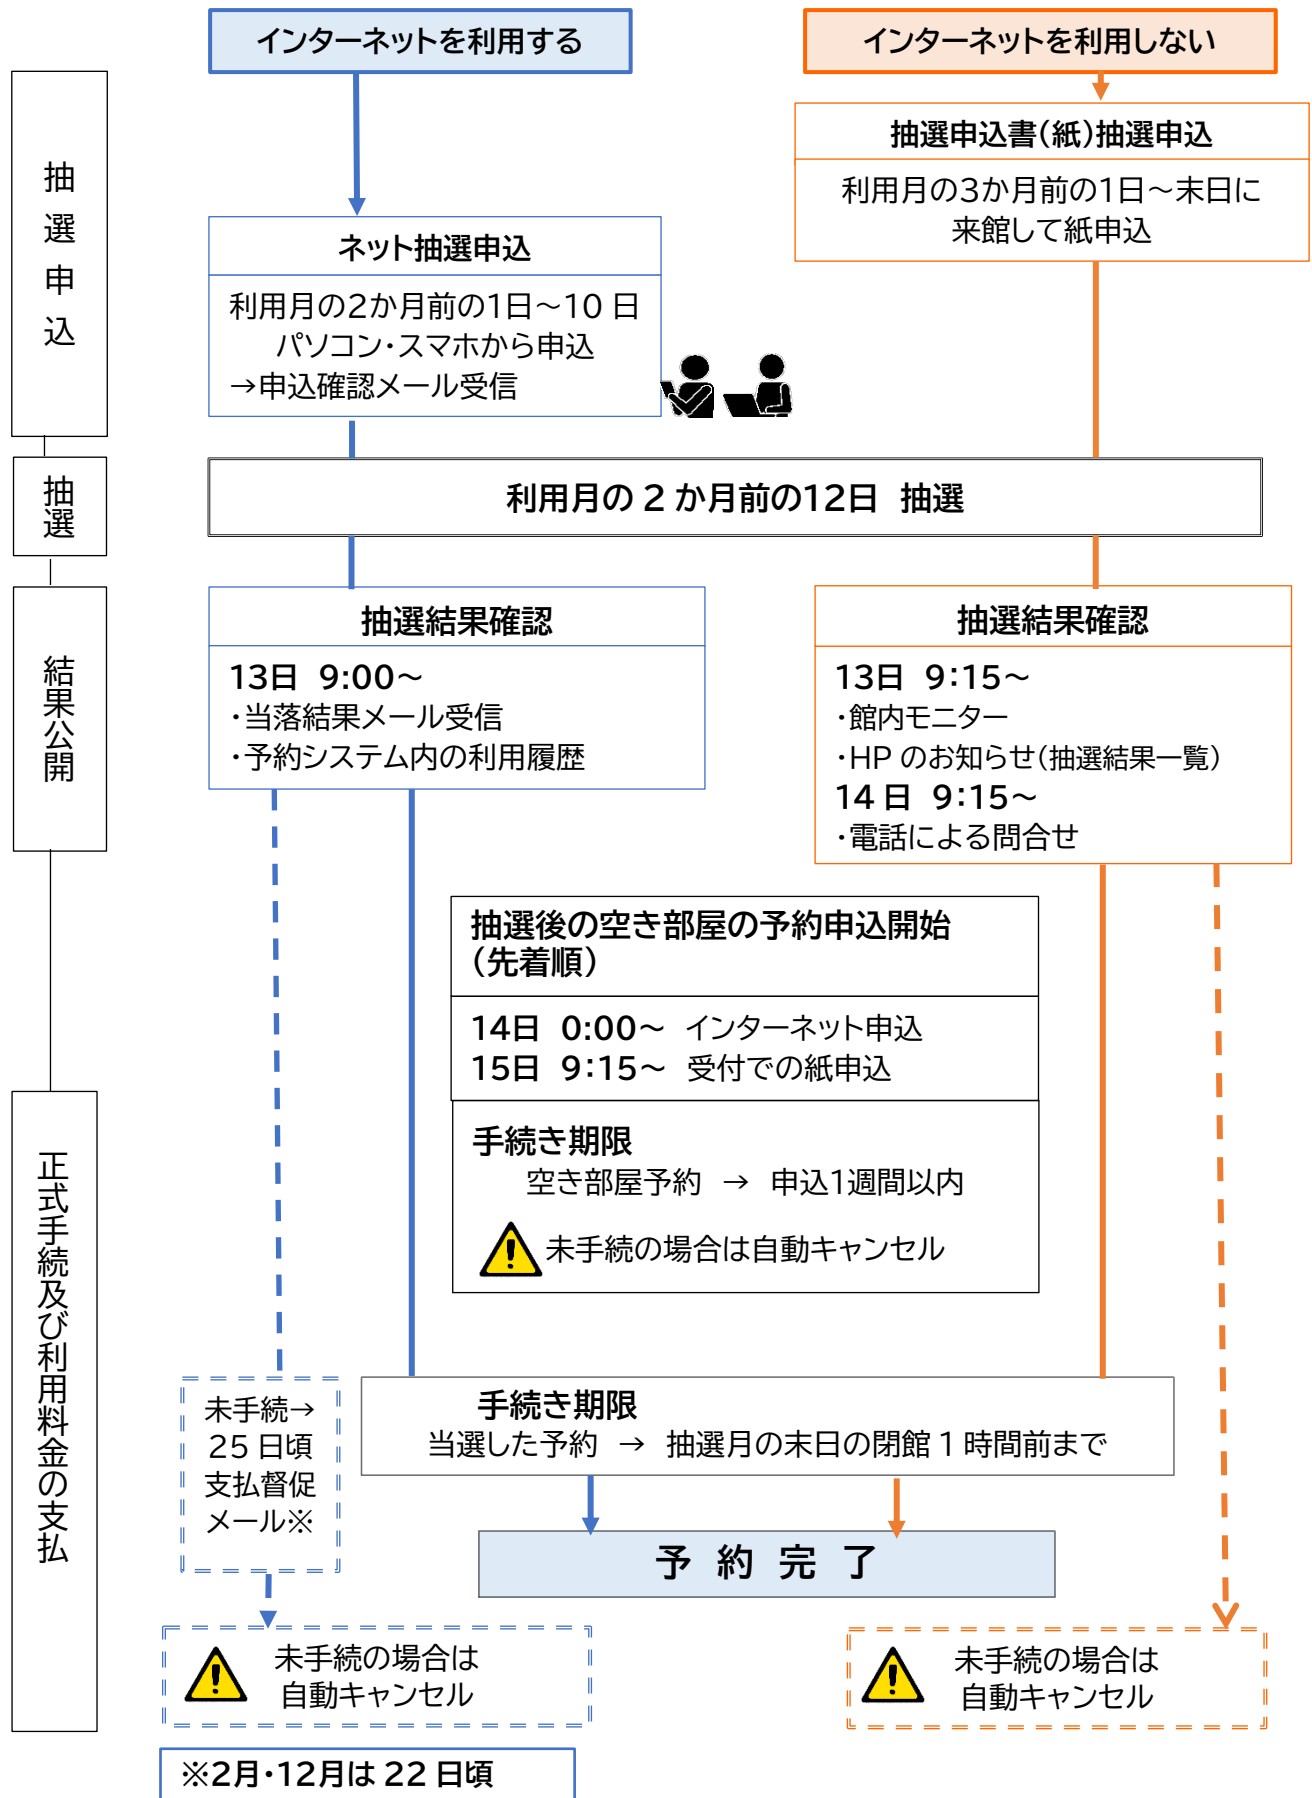 インターネットを利用する
インターネットを利用しない
抽選申込
抽選申込書(紙)抽選申込
利用月の3か月前の1日～末日に
来館して紙申込
ネット抽選申込
利用月の2か月前の1日～10日
パソコン・スマホから申込
→申込確認メール受信
抽選
利用月の2か月前の12日 抽選
結果公開
抽選結果確認
13日 9:00～
・当落結果メール受信
・予約システム内の利用履歴
抽選結果確認
13日 9:15～
・館内モニター
・HPのお知らせ(抽選結果一覧)
14日 9:15～
・電話による問合せ
抽選後の空き部屋の予約申込開始
(先着順)
14日 0:00～ インターネット申込
15日 9:15～ 受付での紙申込
手続き期限
空き部屋予約 → 申込1週間以内
未手続の場合は自動キャンセル
正式手続及び利用料金の支払
未手続→
25日頃
支払督促
メール※
手続き期限
当選した予約 → 抽選月の末日の閉館1時間前まで
予約完了
未手続の場合は
自動キャンセル
未手続の場合は
自動キャンセル
※2月・12月は22日頃